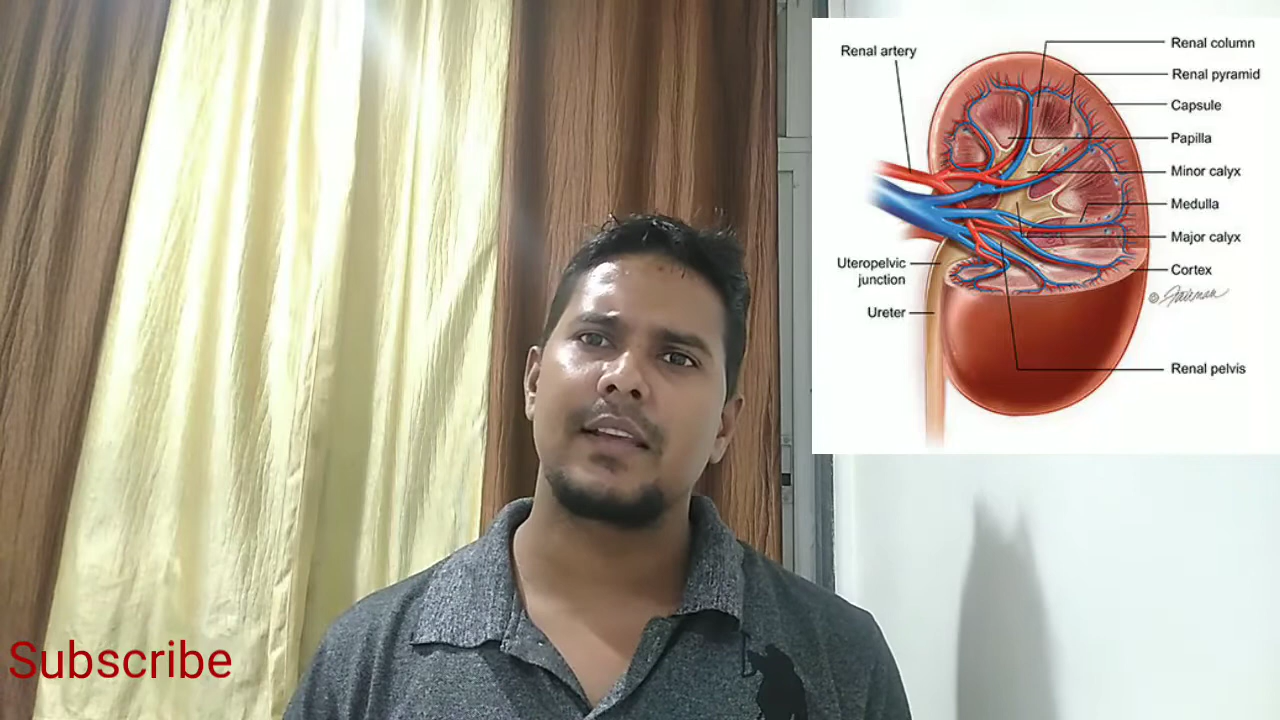 Renal artery
Renal column
Renal pyramid
Capsule
Papilla
Minor calyx
Medulla
Major calyx
Uteropelvic
junction
Cortex
Ureter
Renal pelvis
Subscribe